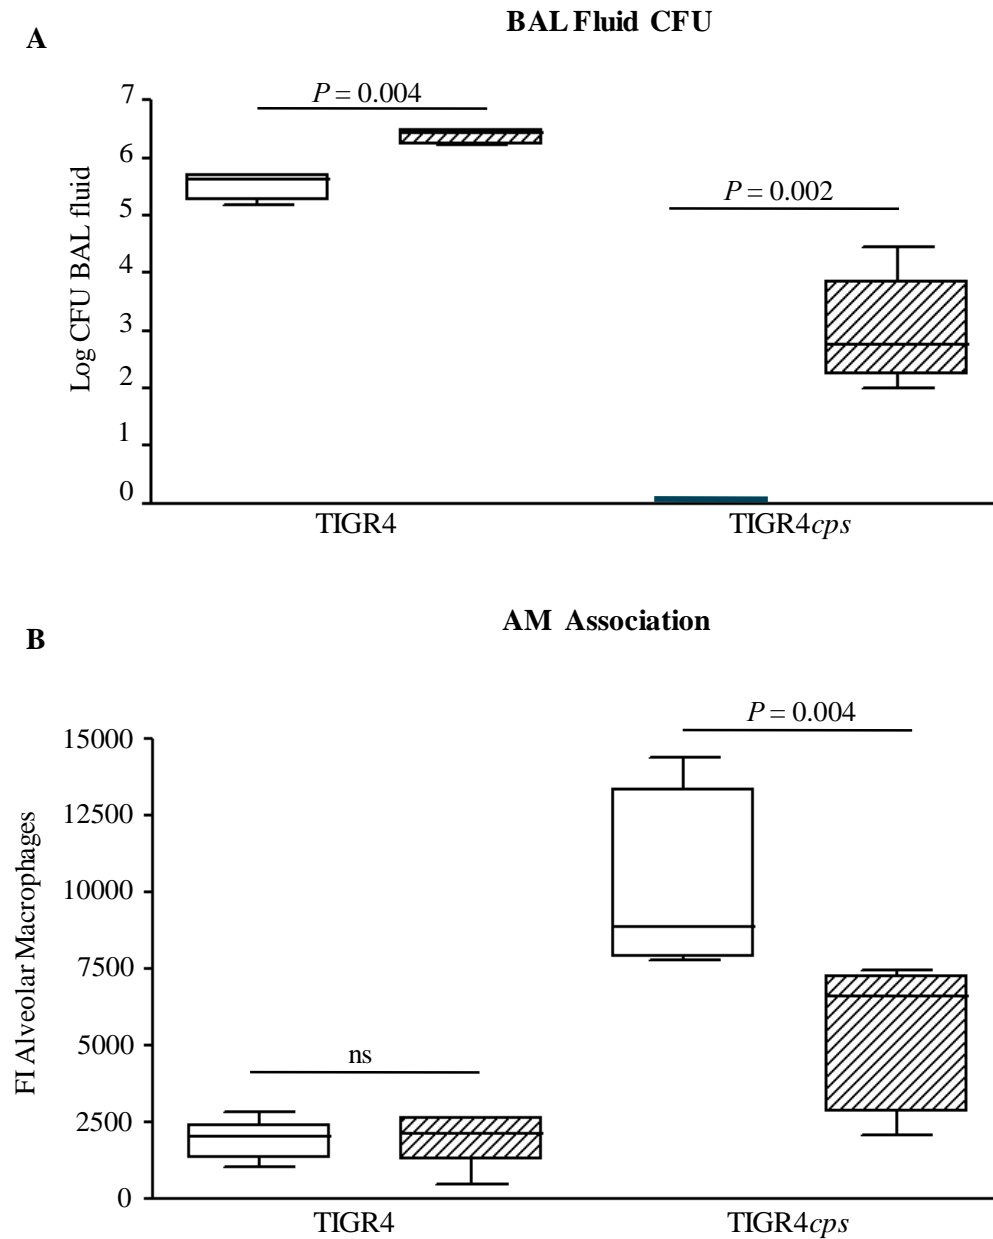 BAL Fluid CFU
A
P = 0.004
7
6
P = 0.002
5
4
3
2
1
0
Log CFU BAL fluid
TIGR4 TIGR4cps
AM Association
B
P = 0.004
15000
12500
10000
7500
5000
ns
2500
0
FI Alveolar Macrophages
TIGR4 TIGR4cps